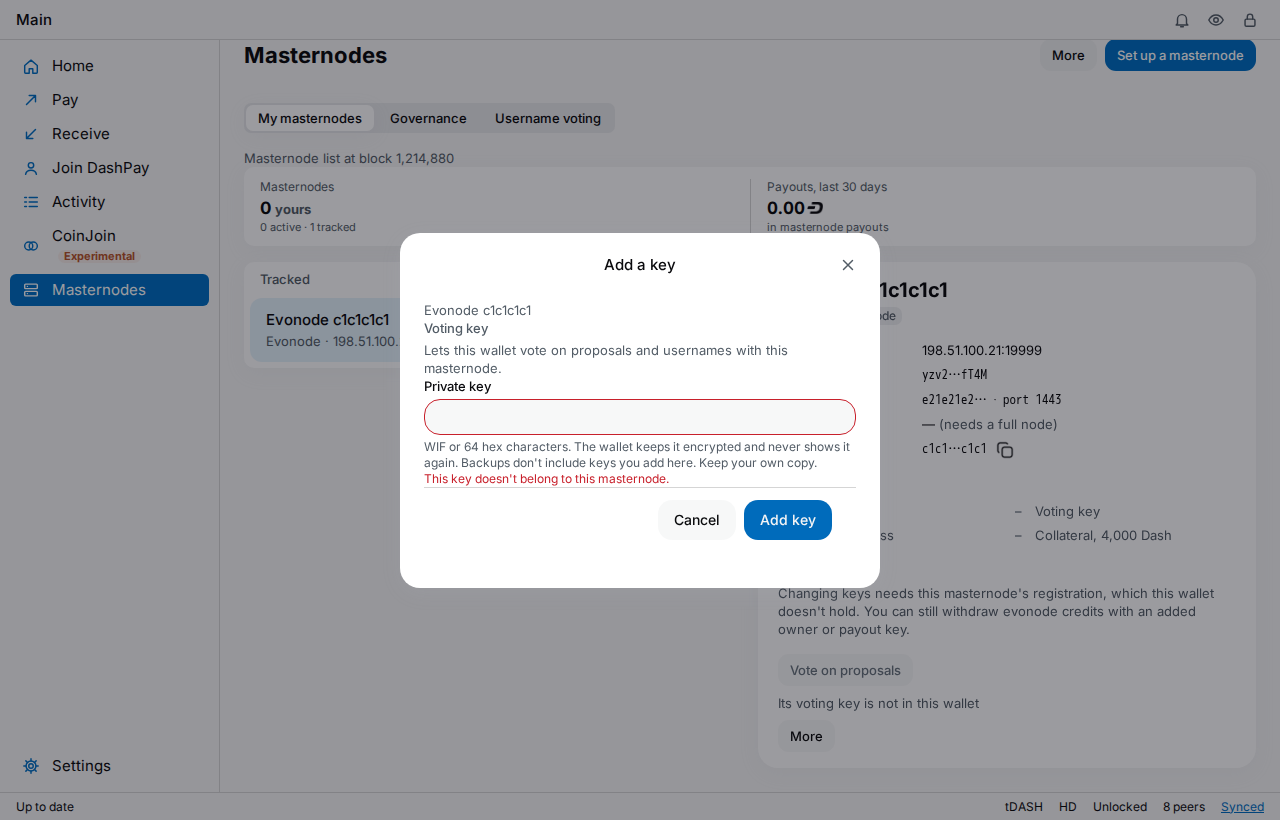 Main
Home
Pay
Receive
Join DashPay
Activity
CoinJoin
Experimental
Masternodes
Settings
Masternodes
More
Set up a masternode
My masternodes
Governance
Username voting
Masternode list at block 1,214,880
Masternodes
0 yours
0 active · 1 tracked
Payouts, last 30 days
0.00
in masternode payouts
Tracked
Evonode c1c1c1c1
Evonode · 198.51.100.
1c1c1c1
ode
198.51.100.21:19999
yzv2⋯fT4M
e21e21e2⋯ · port 1443
— (needs a full node)
c1c1⋯c1c1
– Voting key
ss
– Collateral, 4,000 Dash
Changing keys needs this masternode's registration, which this wallet
doesn't hold. You can still withdraw evonode credits with an added
owner or payout key.
Vote on proposals
Its voting key is not in this wallet
More
Add a key
Evonode c1c1c1c1
Voting key
Lets this wallet vote on proposals and usernames with this
masternode.
Private key
WIF or 64 hex characters. The wallet keeps it encrypted and never shows it
again. Backups don't include keys you add here. Keep your own copy.
This key doesn't belong to this masternode.
Cancel
Add key
Up to date
tDASH
HD
Unlocked
8 peers
Synced